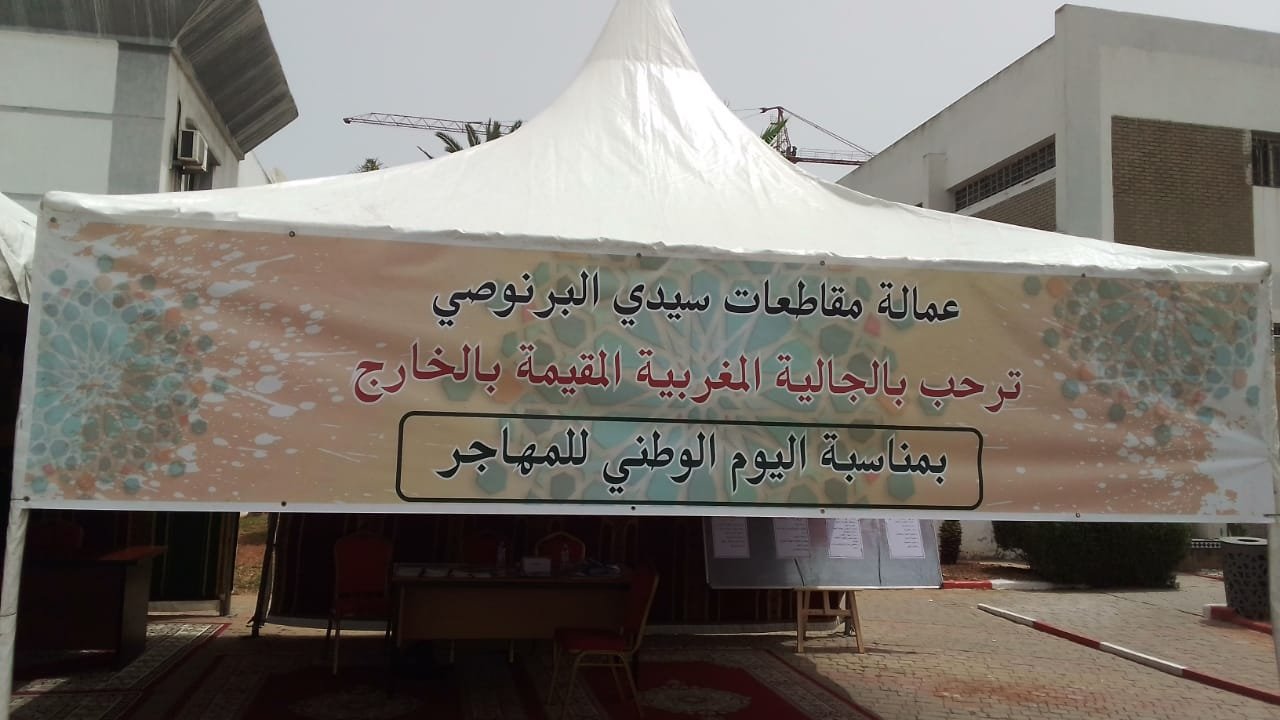 عمالة مقاطعات سيدي البرنوصي
ترحب بالجالية المغربية المقيمة بالخارج
بمناسبة اليوم الوطني للمهاجر